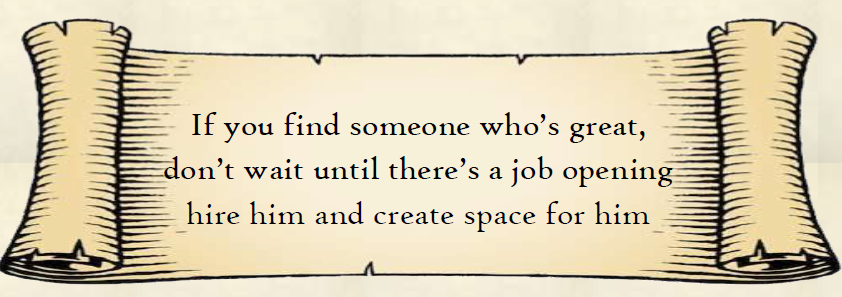 If you find someone who’s great,
don’t wait until there’s a job opening
hire him and create space for him